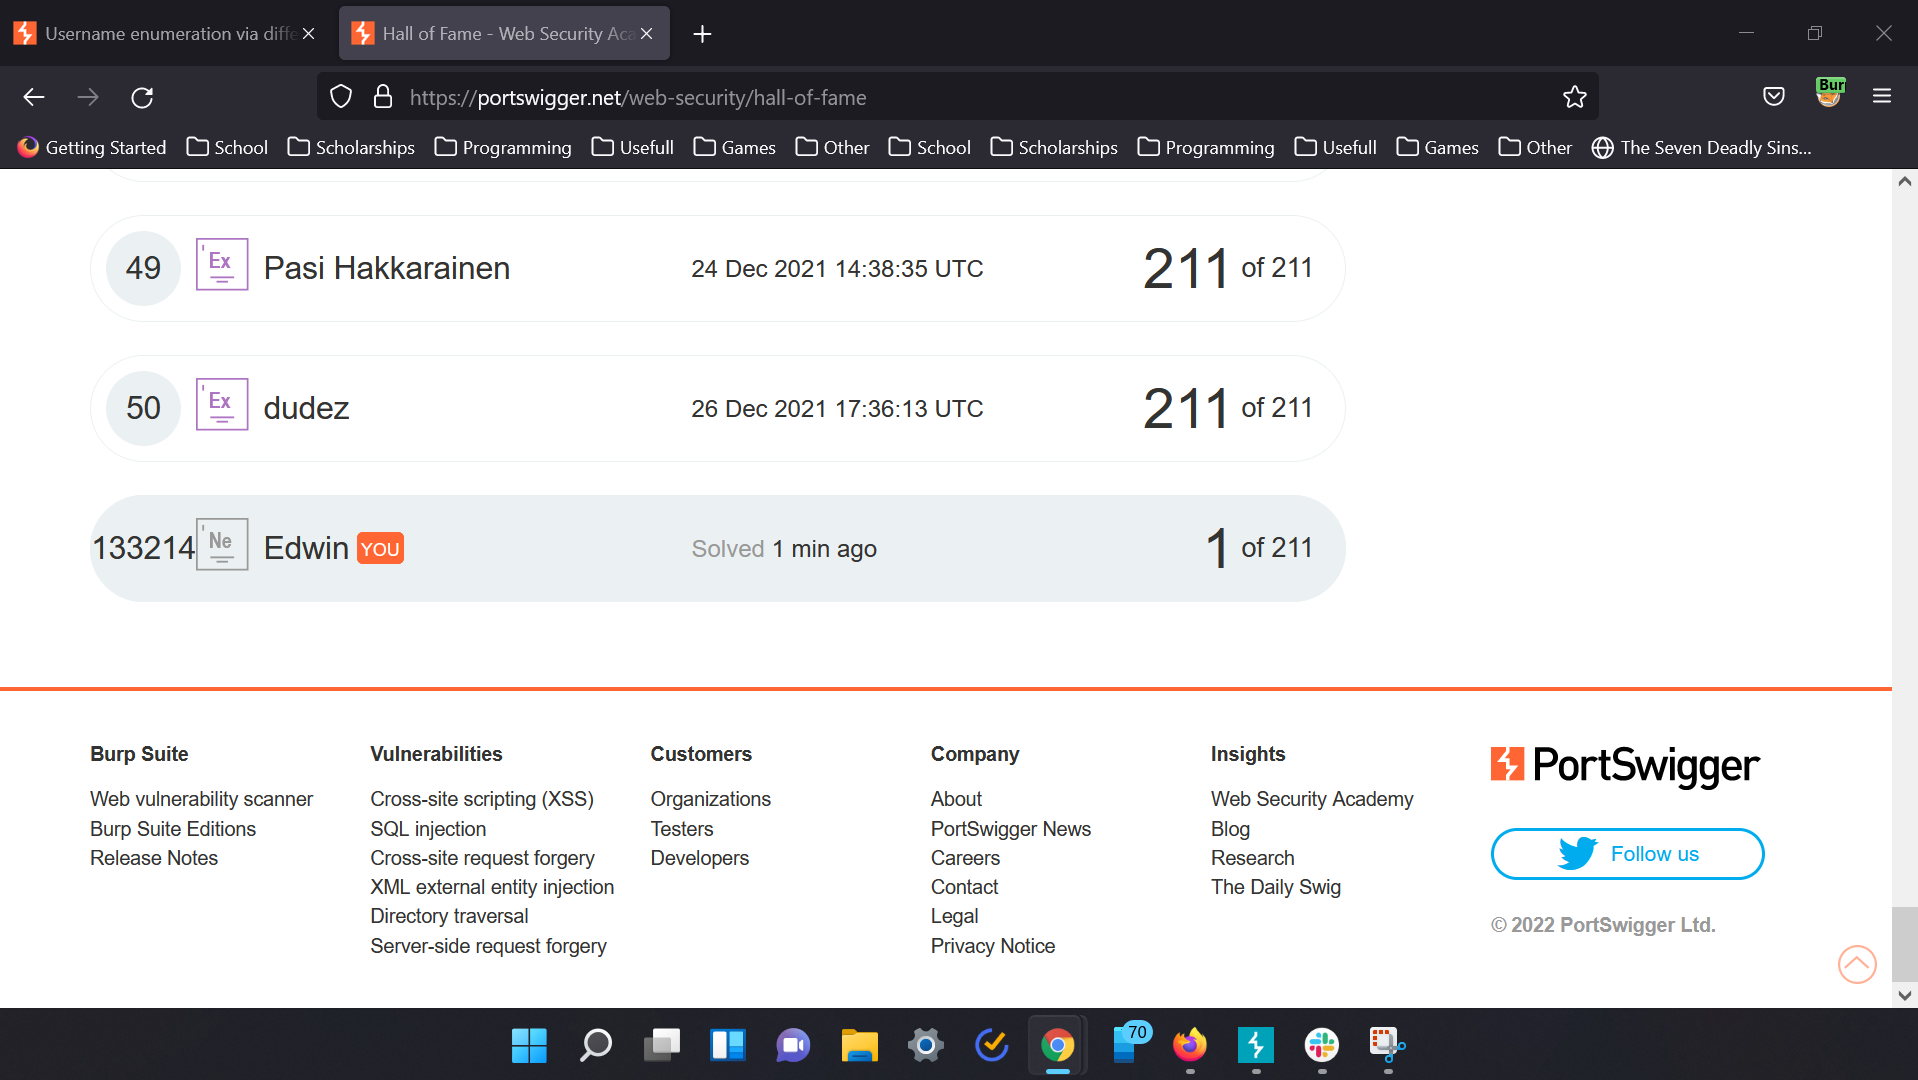 Username enumeration via diffe
Hall of Fame - Web Security Aca
https://portswigger.net/web-security/hall-of-fame
Bur
Getting Started School Scholarships Programming Usefull Games Other School Scholarships Programming Usefull Games Other The Seven Deadly Sins...
49 Ex Pasi Hakkarainen 24 Dec 2021 14:38:35 UTC 211 of 211
50 Ex dudez 26 Dec 2021 17:36:13 UTC 211 of 211
133214 Ne Edwin YOU Solved 1 min ago 1 of 211
Burp Suite
Web vulnerability scanner
Burp Suite Editions
Release Notes
Vulnerabilities
Cross-site scripting (XSS)
SQL injection
Cross-site request forgery
XML external entity injection
Directory traversal
Server-side request forgery
Customers
Organizations
Testers
Developers
Company
About
PortSwigger News
Careers
Contact
Legal
Privacy Notice
Insights
Web Security Academy
Blog
Research
The Daily Swig
PortSwigger
Follow us
© 2022 PortSwigger Ltd.
70